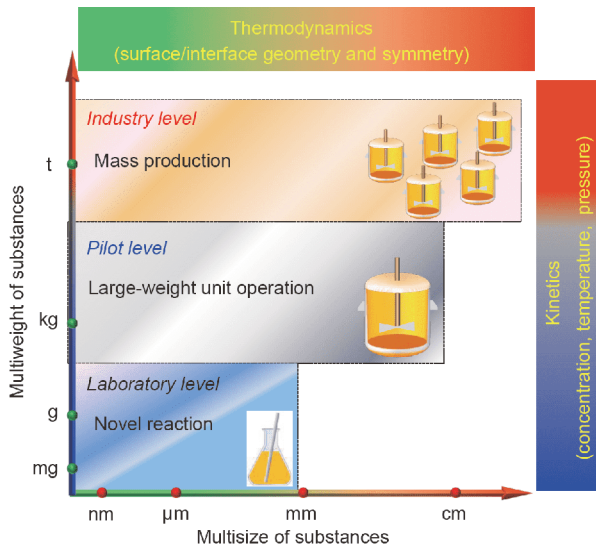 Thermodynamics
(surface/interface geometry and symmetry)
Industry level
Mass production
t
Pilot level
Large-weight unit operation
kg
Laboratory level
Novel reaction
g
mg
Multiweight of substances
Kinetics
(concentration, temperature, pressure)
nm
μm
mm
cm
Multisize of substances